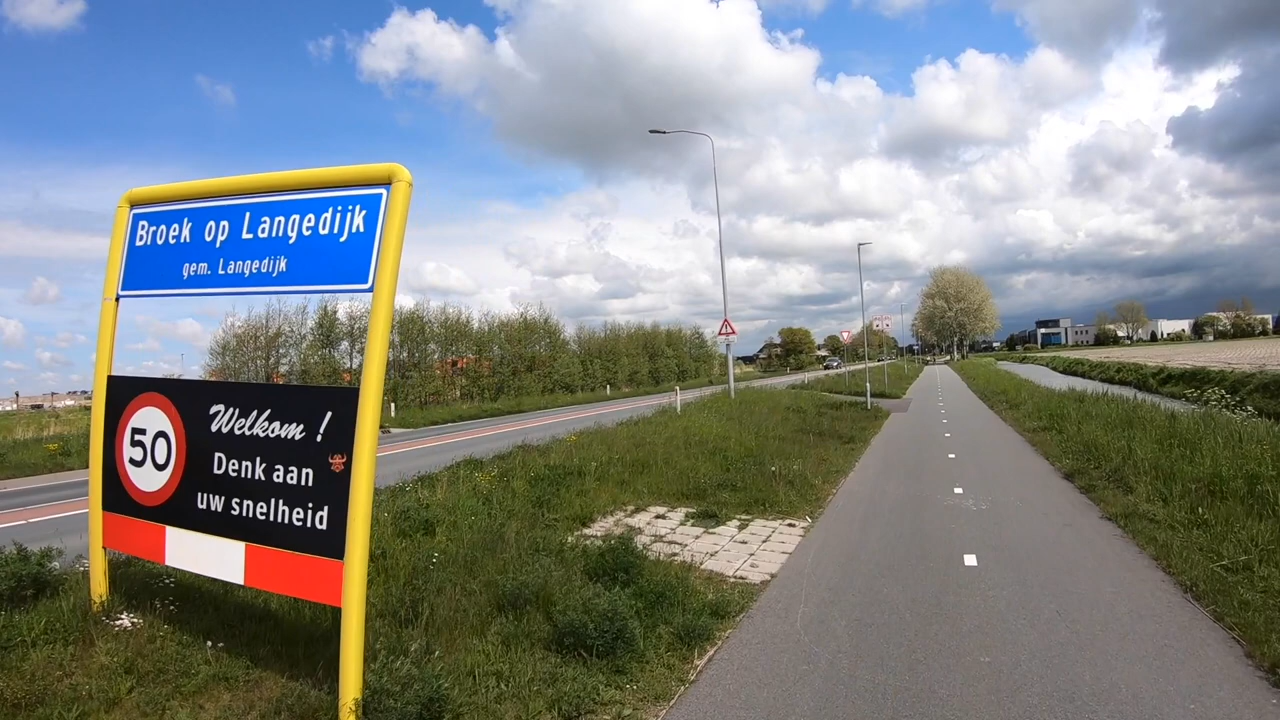 Broek op Langedijk
gem. Langedijk
50
Welkom !
Denk aan
uw snelheid